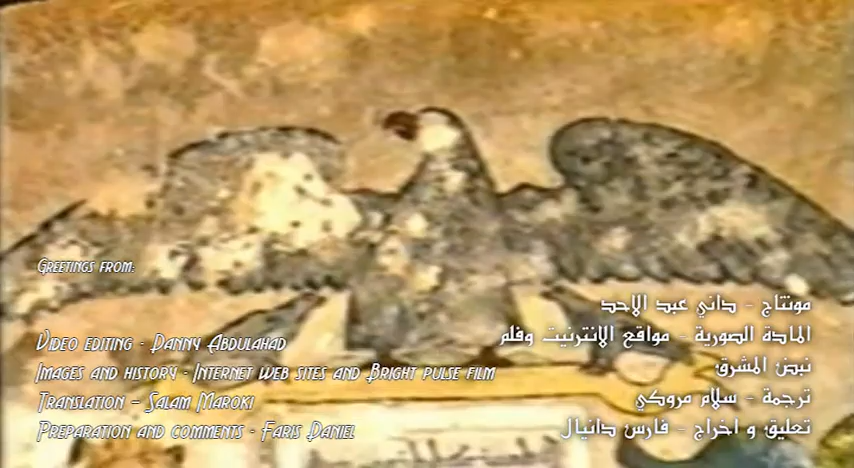 Greetings from:
Video editing - Danny Abdulahad
Images and history - Internet web sites and Bright pulse film
Translation – Salam Maroki
Preparation and comments - Faris Daniel
مونتاج - داني عبد الاحد
المادة الصورية - مواقع الانترنيت وفلم
نبض المشرق
ترجمة - سلام مروكي
تعليق و اخراج - فارس دانيال